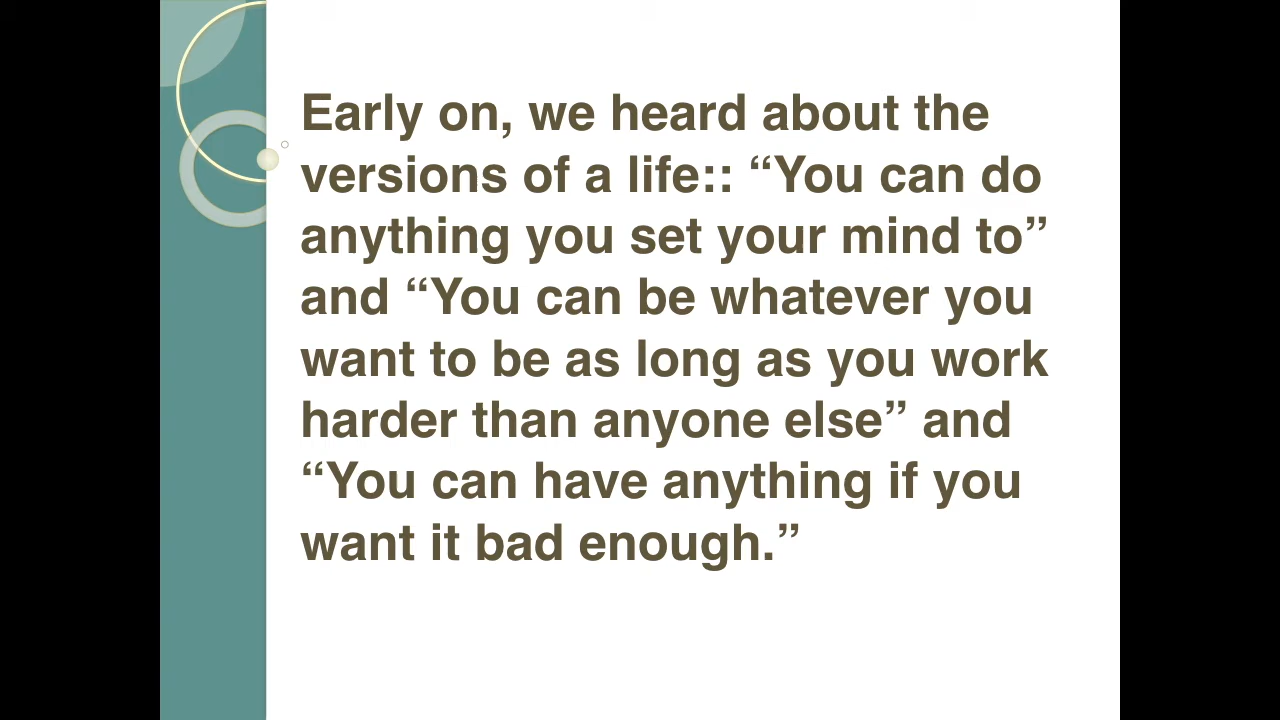 Early on, we heard about the
versions of a life:: “You can do
anything you set your mind to”
and “You can be whatever you
want to be as long as you work
harder than anyone else” and
“You can have anything if you
want it bad enough.”